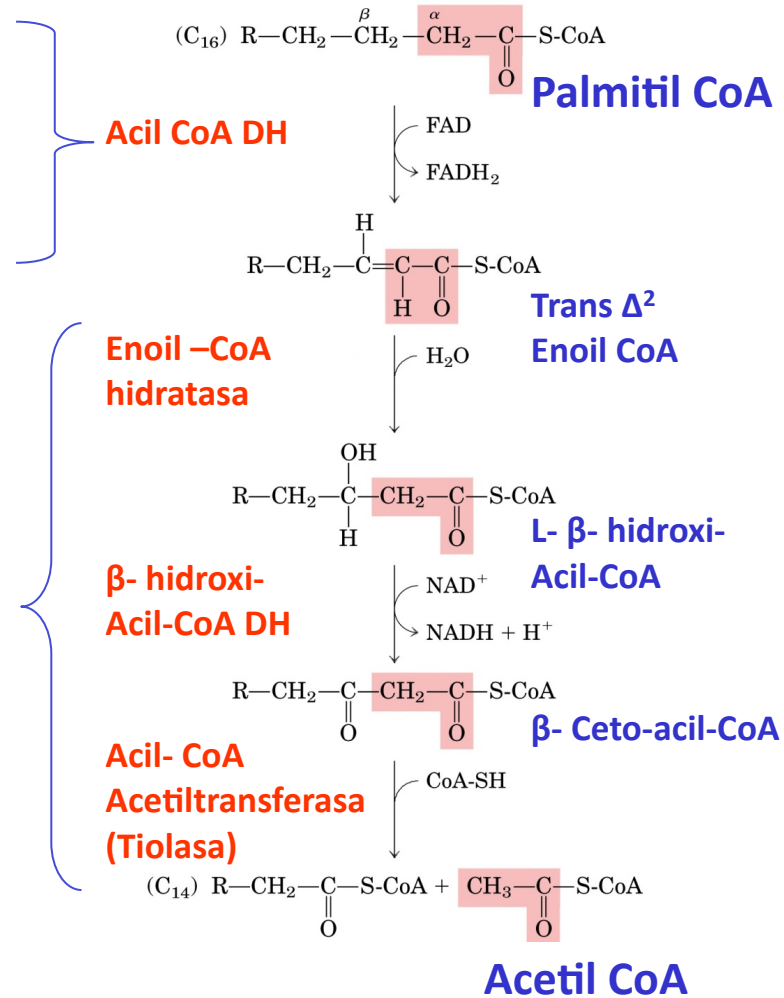 β α
(C₁₆) R—CH₂—CH₂—CH₂—C—S-CoA
O
Palmitil CoA
Acil CoA DH
FAD
FADH₂
H
R—CH₂—C=C—C—S-CoA
H O
Trans Δ²
Enoil CoA
Enoil –CoA
hidratasa
H₂O
OH
R—CH₂—C—CH₂—C—S-CoA
H O
L- β- hidroxi-
Acil-CoA
β- hidroxi-
Acil-CoA DH
NAD⁺
NADH + H⁺
R—CH₂—C—CH₂—C—S-CoA
O O
β- Ceto-acil-CoA
Acil- CoA
Acetiltransferasa
(Tiolasa)
CoA-SH
(C₁₄) R—CH₂—C—S-CoA + CH₃—C—S-CoA
O O
Acetil CoA